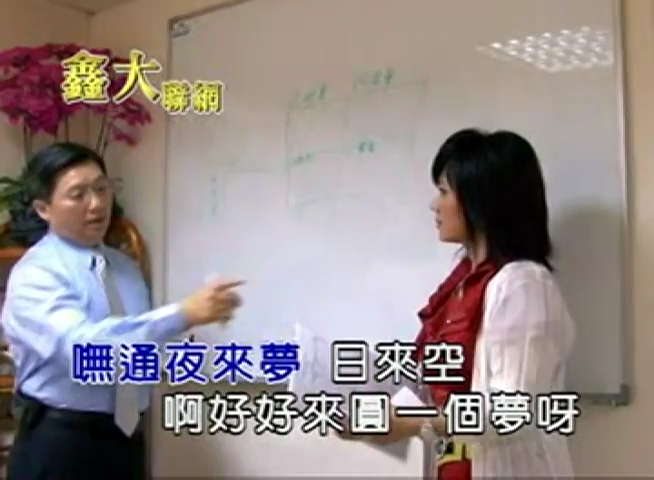 鑫大聯網
嘸通夜來夢 日來空
啊好好來圓一個夢呀